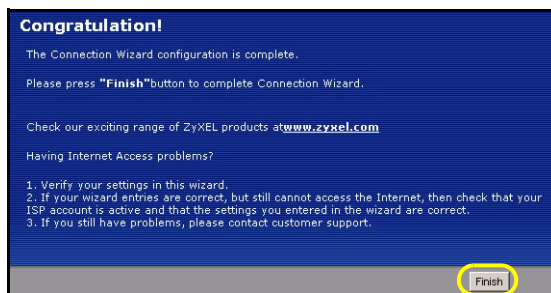 Congratulation!
The Connection Wizard configuration is complete.
Please press "Finish"button to complete Connection Wizard.
Check our exciting range of ZyXEL products atwww.zyxel.com
Having Internet Access problems?
1. Verify your settings in this wizard.
2. If your wizard entries are correct, but still cannot access the Internet, then check that your
ISP account is active and that the settings you entered in the wizard are correct.
3. If you still have problems, please contact customer support.
Finish